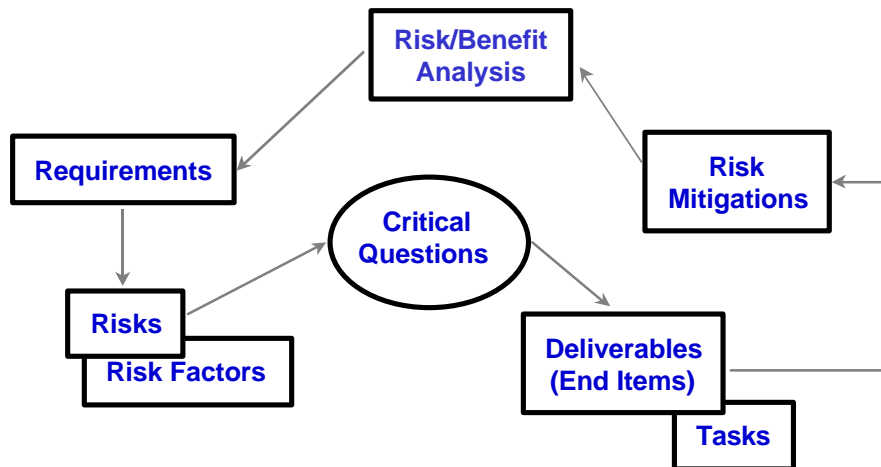 Risk/Benefit
Analysis
Requirements
Risk
Mitigations
Critical
Questions
Risks
Risk Factors
Deliverables
(End Items)
Tasks